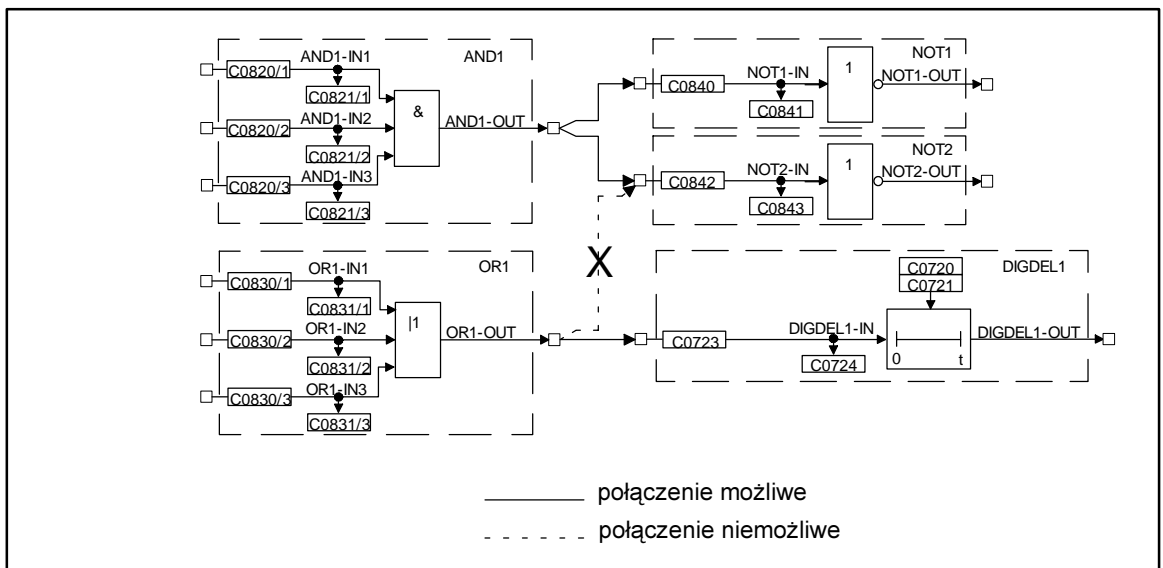 AND1
C0820/1
AND1-IN1
C0821/1
C0820/2
AND1-IN2
C0821/2
C0820/3
AND1-IN3
C0821/3
&
AND1-OUT
NOT1
C0840
NOT1-IN
C0841
1
NOT1-OUT
NOT2
C0842
NOT2-IN
C0843
1
NOT2-OUT
OR1
C0830/1
OR1-IN1
C0831/1
C0830/2
OR1-IN2
C0831/2
C0830/3
OR1-IN3
C0831/3
|1
OR1-OUT
X
DIGDEL1
C0720
C0721
C0723
DIGDEL1-IN
C0724
0 t
DIGDEL1-OUT
połączenie możliwe
połączenie niemożliwe